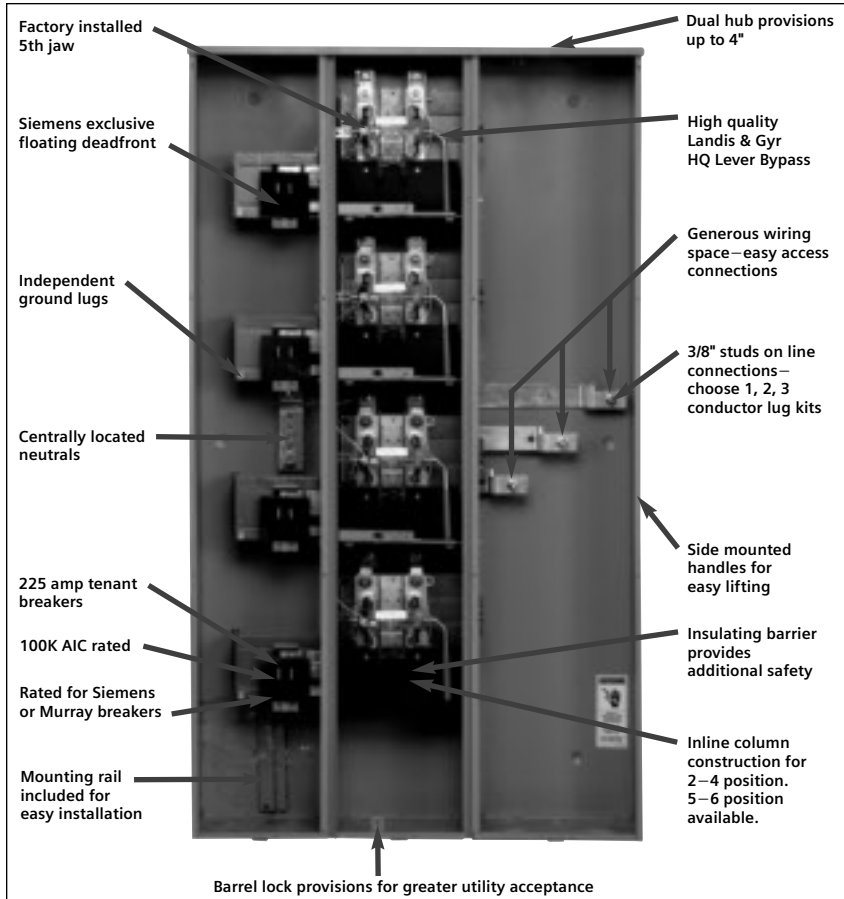 Factory installed
5th jaw
Siemens exclusive
floating deadfront
Independent
ground lugs
Centrally located
neutrals
225 amp tenant
breakers
100K AIC rated
Rated for Siemens
or Murray breakers
Mounting rail
included for
easy installation
Dual hub provisions
up to 4"
High quality
Landis & Gyr
HQ Lever Bypass
Generous wiring
space—easy access
connections
3/8" studs on line
connections—
choose 1, 2, 3
conductor lug kits
Side mounted
handles for
easy lifting
Insulating barrier
provides
additional safety
Inline column
construction for
2—4 position.
5—6 position
available.
Barrel lock provisions for greater utility acceptance